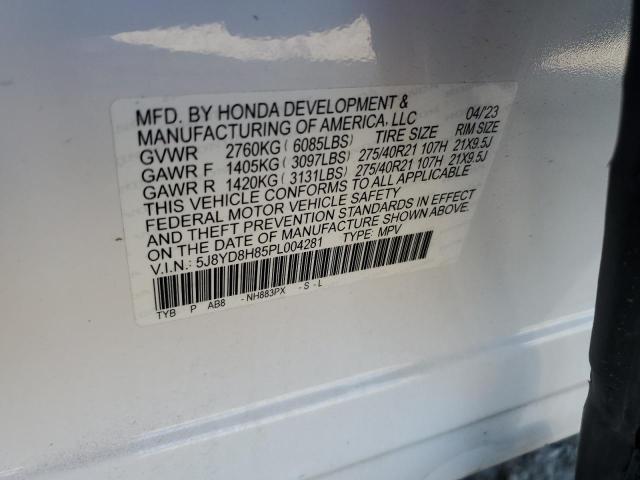 MFD. BY HONDA DEVELOPMENT & 04/'23
MANUFACTURING OF AMERICA, LLC
GVWR 2760KG (6085LBS) TIRE SIZE RIM SIZE
GAWR F 1405KG (3097LBS) 275/40R21 107H 21X9.5J
GAWR R 1420KG (3131LBS) 275/40R21 107H 21X9.5J
THIS VEHICLE CONFORMS TO ALL APPLICABLE
FEDERAL MOTOR VEHICLE SAFETY
AND THEFT PREVENTION STANDARDS IN EFFECT
ON THE DATE OF MANUFACTURE SHOWN ABOVE.
V.I.N.: 5J8YD8H85PL004281 TYPE: MPV
TYB P AB8 -NH883PX -S-L